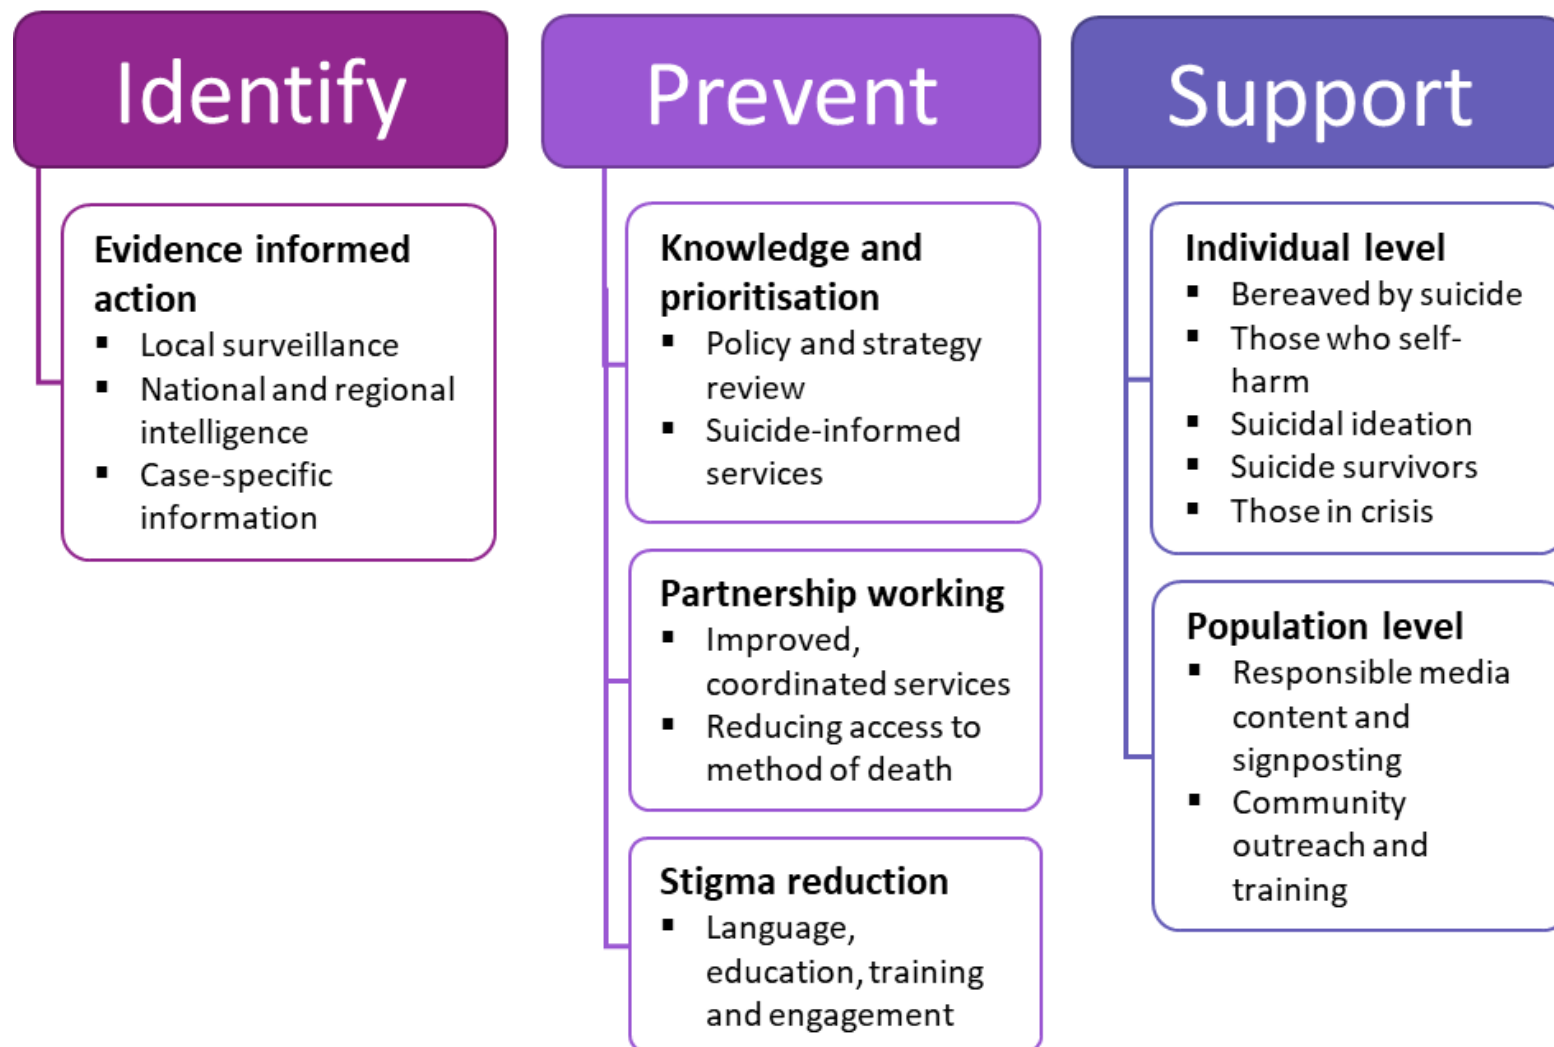 Identify
Evidence informed
action
▪ Local surveillance
▪ National and regional
intelligence
▪ Case-specific
information
Prevent
Knowledge and
prioritisation
▪ Policy and strategy
review
▪ Suicide-informed
services
Partnership working
▪ Improved,
coordinated services
▪ Reducing access to
method of death
Stigma reduction
▪ Language,
education, training
and engagement
Support
Individual level
▪ Bereaved by suicide
▪ Those who self-
harm
▪ Suicidal ideation
▪ Suicide survivors
▪ Those in crisis
Population level
▪ Responsible media
content and
signposting
▪ Community
outreach and
training